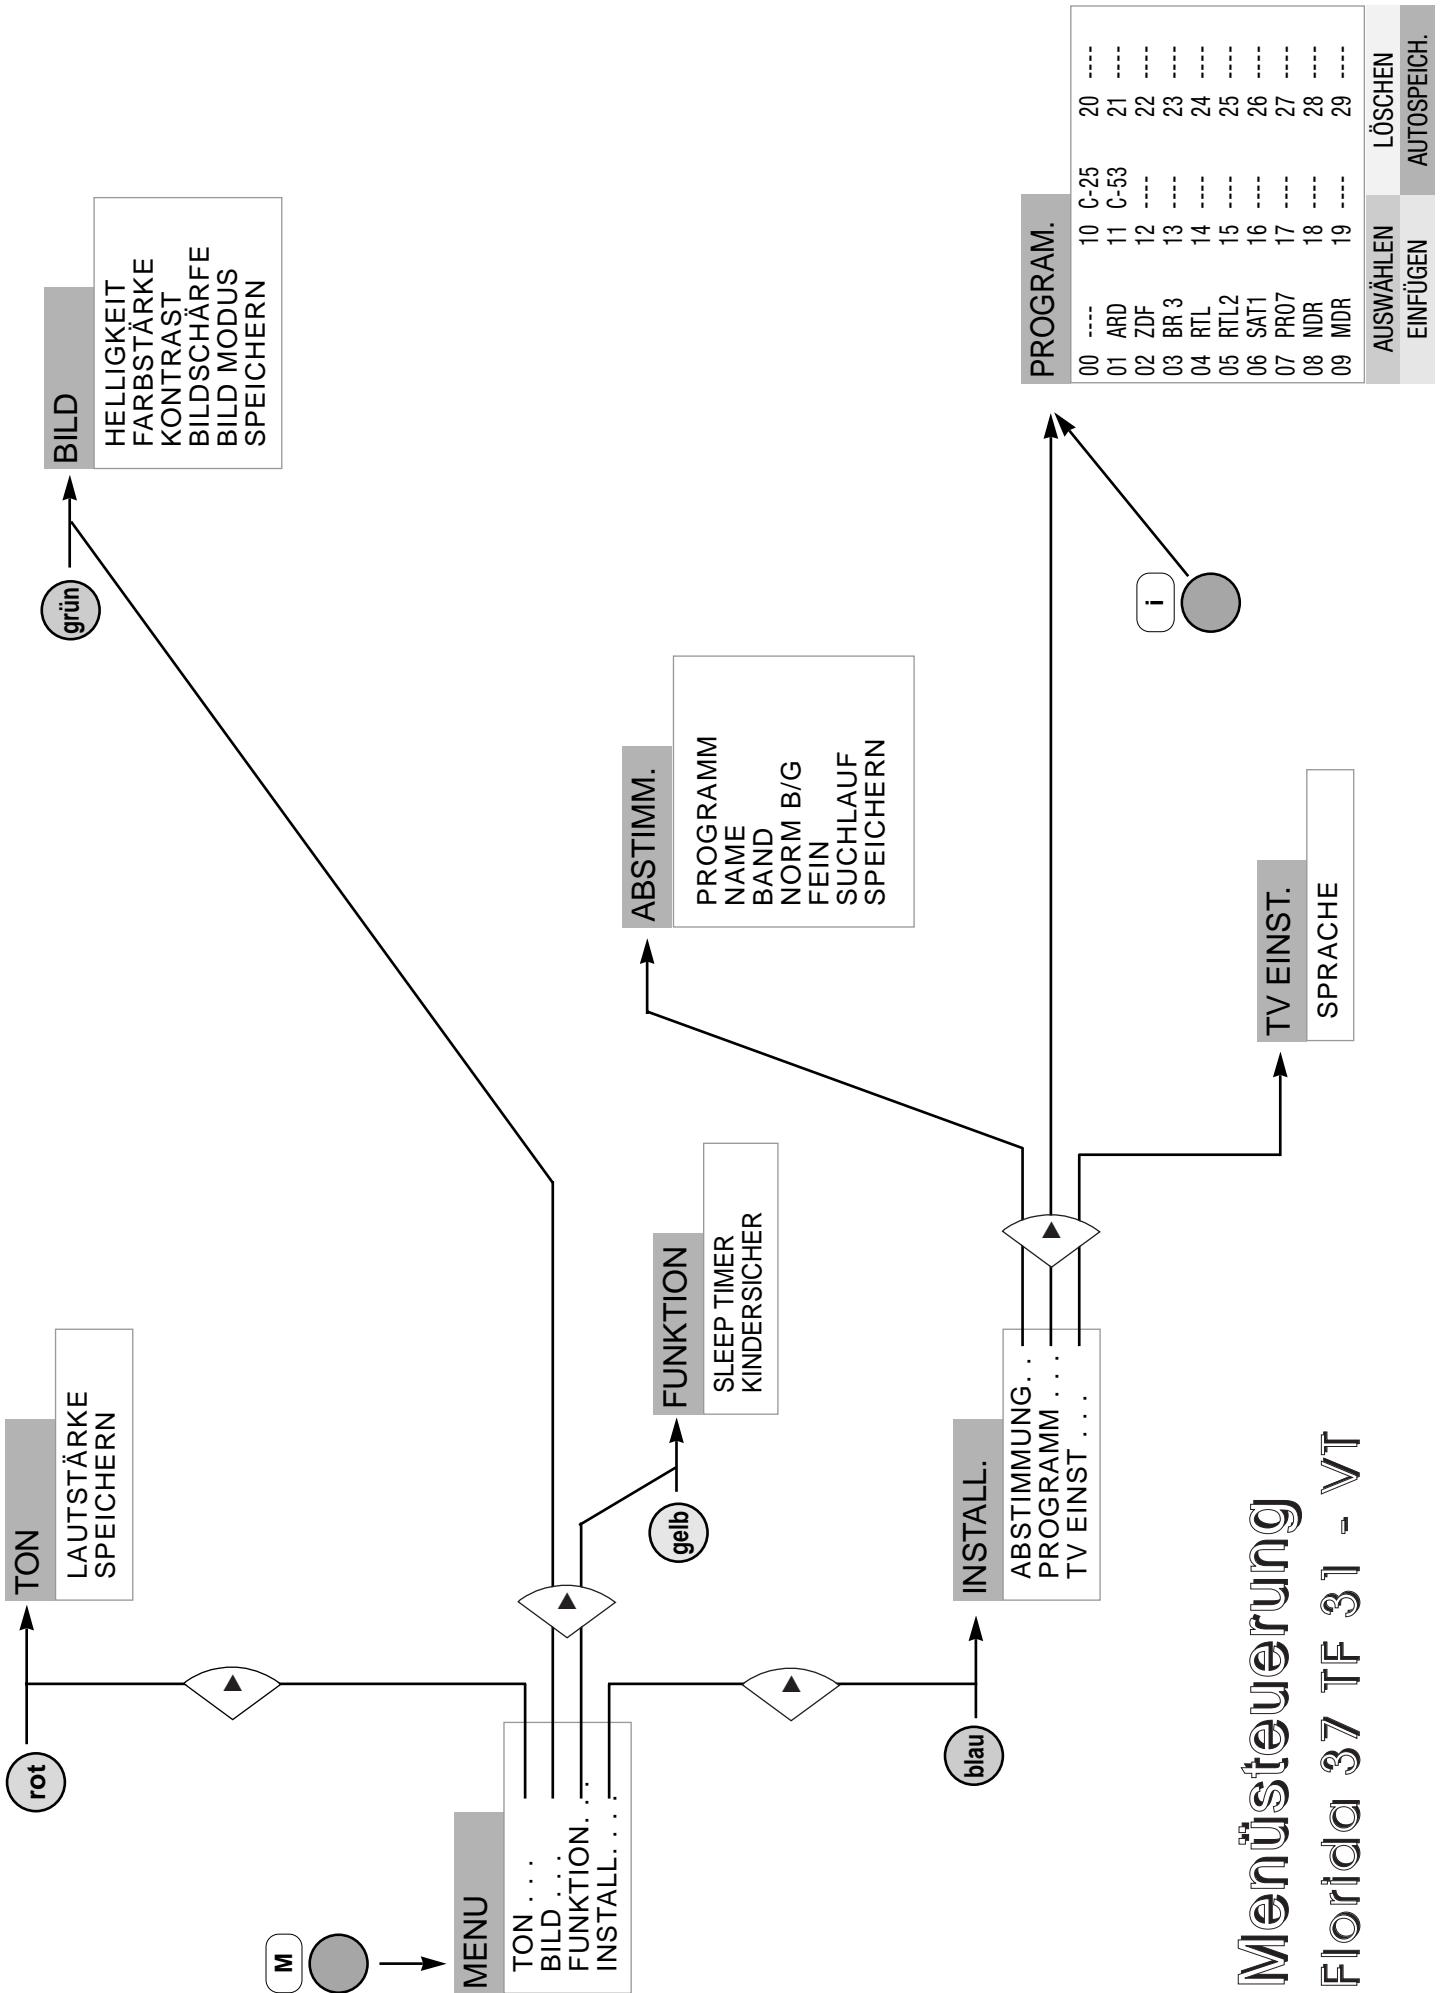 M
MENU
TON . . .
BILD . . . .
FUNKTION. . .
INSTALL. . . .
rot
TON
LAUTSTÄRKE
SPEICHERN
grün
BILD
HELLIGKEIT
FARBSTÄRKE
KONTRAST
BILDSCHÄRFE
BILD MODUS
SPEICHERN
gelb
FUNKTION
SLEEP TIMER
KINDERSICHER
blau
INSTALL.
ABSTIMMUNG. .
PROGRAMM . . .
TV EINST . . .
ABSTIMM.
PROGRAMM
NAME
BAND
NORM B/G
FEIN
SUCHLAUF
SPEICHERN
TV EINST.
SPRACHE
i
PROGRAM.
00 ---- 10 C-25 20 ----
01 ARD 11 C-53 21 ----
02 ZDF 12 ---- 22 ----
03 BR 3 13 ---- 23 ----
04 RTL 14 ---- 24 ----
05 RTL2 15 ---- 25 ----
06 SAT1 16 ---- 26 ----
07 PRO7 17 ---- 27 ----
08 NDR 18 ---- 28 ----
09 MDR 19 ---- 29 ----
AUSWÄHLEN LÖSCHEN
EINFÜGEN AUTOSPEICH.
Menüsteuerung
Florida 37 TF 31 - VT